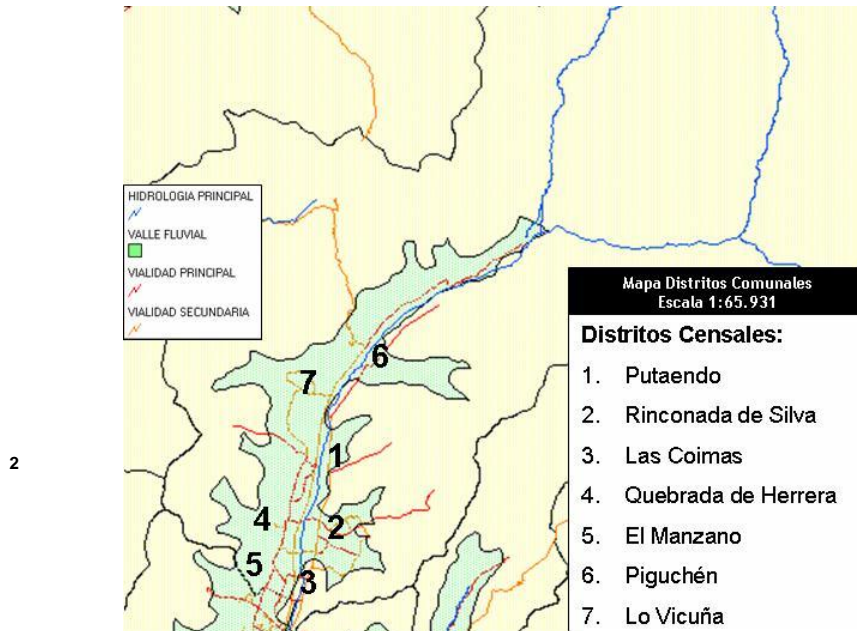 HIDROLOGIA PRINCIPAL
VALLE FLUVIAL
VIALIDAD PRINCIPAL
VIALIDAD SECUNDARIA
Mapa Distritos Comunales
Escala 1:65.931
Distritos Censales:
1. Putaendo
2. Rinconada de Silva
3. Las Coimas
4. Quebrada de Herrera
5. El Manzano
6. Piguchén
7. Lo Vicuña
6
7
1
2
4
2
5
3